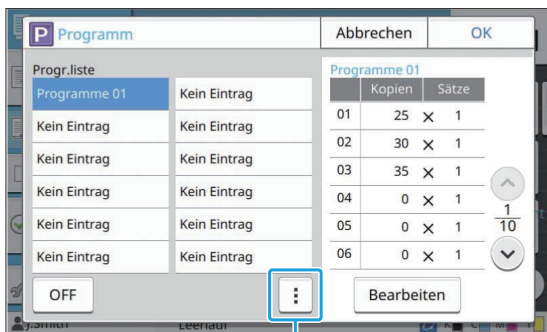 P Programm
Abbrechen
OK
Progr.liste
Programme 01
Kein Eintrag
Kein Eintrag
Kein Eintrag
Kein Eintrag
Kein Eintrag
Kein Eintrag
Kein Eintrag
Kein Eintrag
Kein Eintrag
Kein Eintrag
Kein Eintrag
OFF
Programme 01
Kopien Sätze
01 25 × 1
02 30 × 1
03 35 × 1
04 0 × 1
05 0 × 1
06 0 × 1
1
10
Bearbeiten
J.Smith
Leerlauf
K C M Y